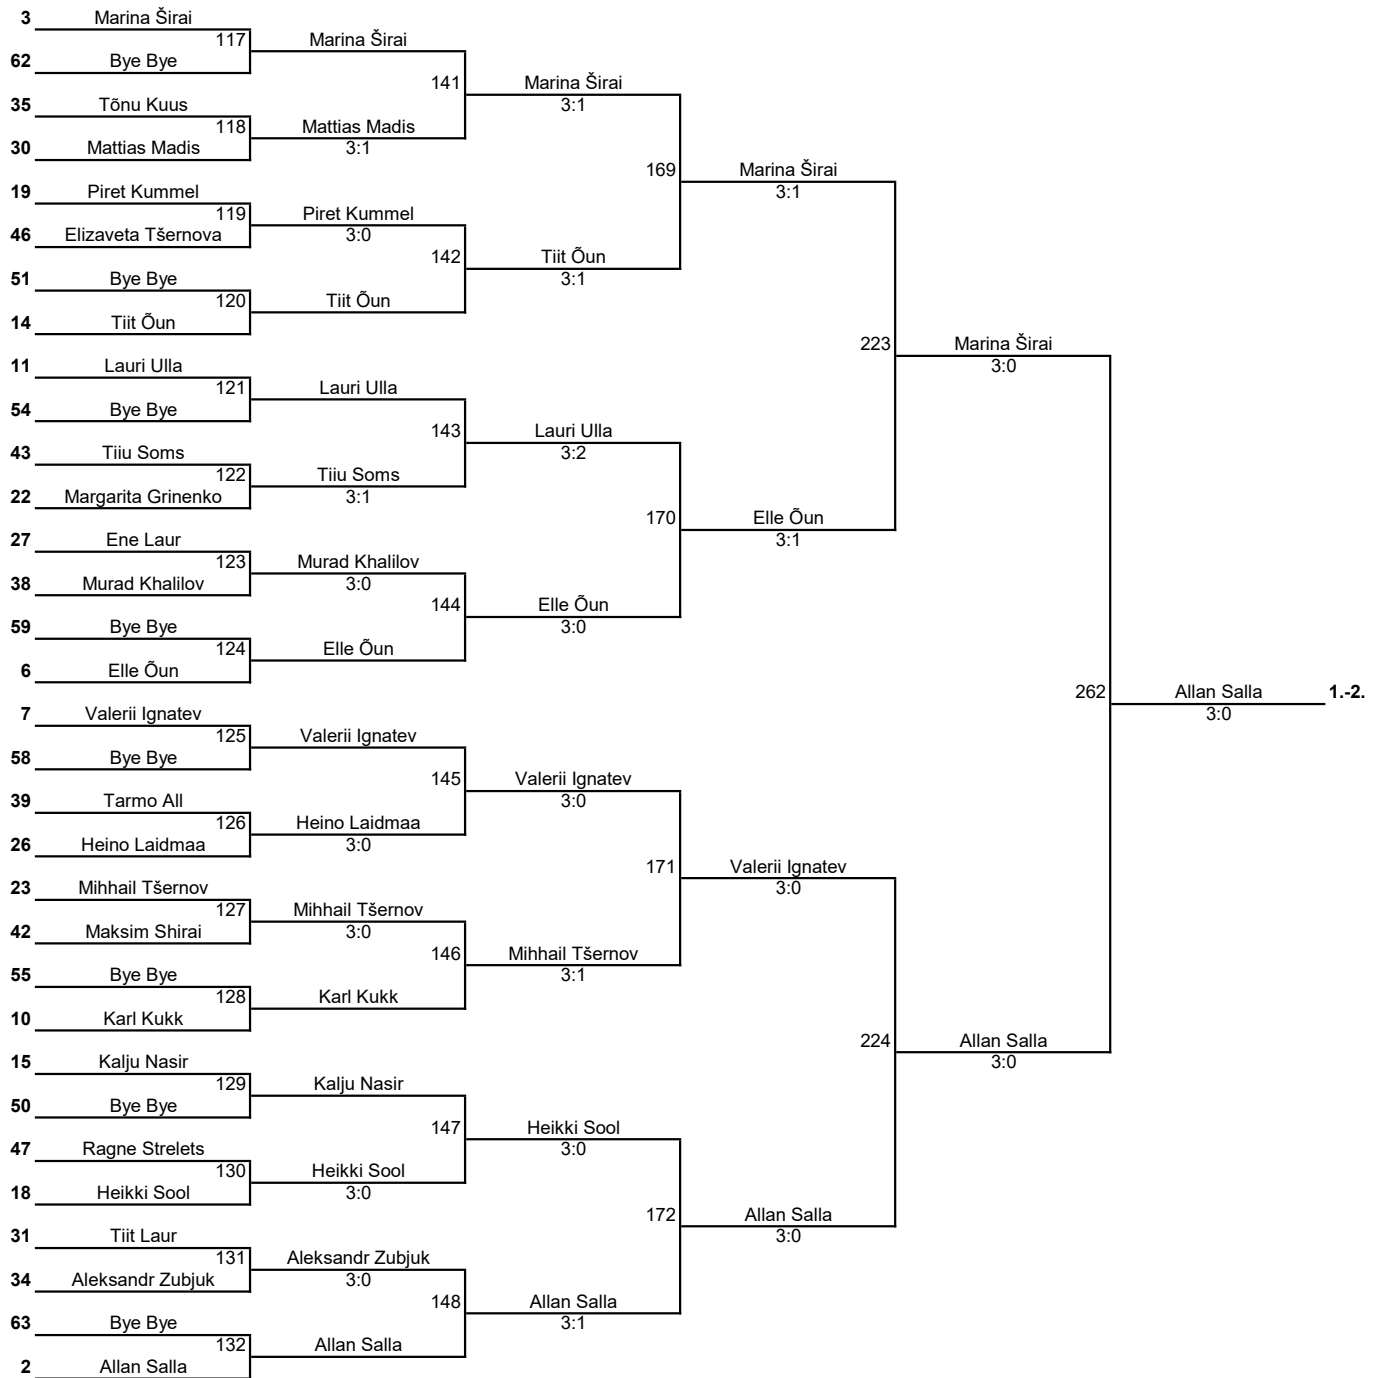 3 Marina Širai
117 Marina Širai
62 Bye Bye
141 Marina Širai
3:1
35 Tõnu Kuus
118 Mattias Madis
3:1
30 Mattias Madis
169 Marina Širai
3:1
19 Piret Kummel
119 Piret Kummel
3:0
46 Elizaveta Tšernova
142 Tiit Õun
3:1
51 Bye Bye
120 Tiit Õun
14 Tiit Õun
223 Marina Širai
3:0
11 Lauri Ulla
121 Lauri Ulla
54 Bye Bye
143 Lauri Ulla
3:2
43 Tiiu Soms
122 Tiiu Soms
3:1
22 Margarita Grinenko
170 Elle Õun
3:1
27 Ene Laur
123 Murad Khalilov
3:0
38 Murad Khalilov
144 Elle Õun
3:0
59 Bye Bye
124 Elle Õun
6 Elle Õun
262 Allan Salla 1.-2.
3:0
7 Valerii Ignatev
125 Valerii Ignatev
58 Bye Bye
145 Valerii Ignatev
3:0
39 Tarmo All
126 Heino Laidmaa
3:0
26 Heino Laidmaa
171 Valerii Ignatev
3:0
23 Mihhail Tšernov
127 Mihhail Tšernov
3:0
42 Maksim Shirai
146 Mihhail Tšernov
3:1
55 Bye Bye
128 Karl Kukk
10 Karl Kukk
224 Allan Salla
3:0
15 Kalju Nasir
129 Kalju Nasir
50 Bye Bye
147 Heikki Sool
3:0
47 Ragne Strelets
130 Heikki Sool
3:0
18 Heikki Sool
172 Allan Salla
3:0
31 Tiit Laur
131 Aleksandr Zubjuk
3:0
34 Aleksandr Zubjuk
148 Allan Salla
3:1
63 Bye Bye
132 Allan Salla
2 Allan Salla